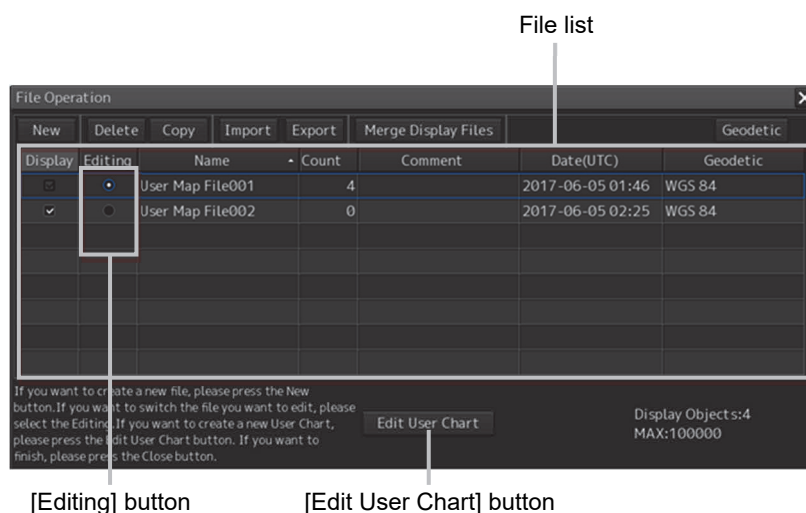 File list
File Operation
New Delete Copy Import Export Merge Display Files Geodetic
Display Editing Name Count Comment Date(UTC) Geodetic
User Map File001 4 2017-06-05 01:46 WGS 84
User Map File002 0 2017-06-05 02:25 WGS 84
If you want to create a new file, please press the New
button.If you want to switch the file you want to edit, please
select the Editing.If you want to create a new User Chart,
please press the Edit User Chart button. If you want to
finish, please press the Close button.
Edit User Chart
Display Objects:4
MAX:100000
[Editing] button [Edit User Chart] button